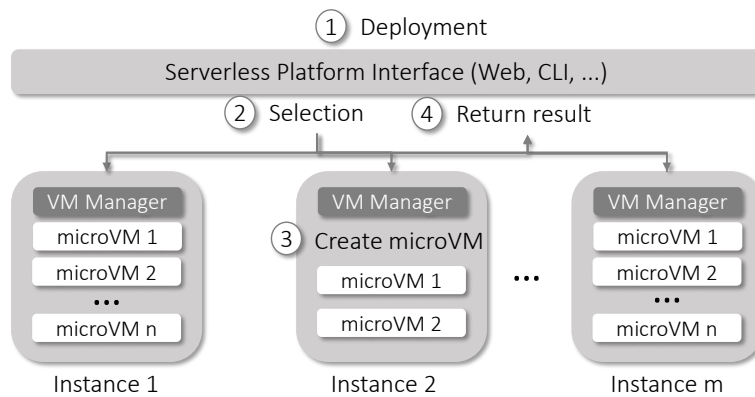 1 Deployment
Serverless Platform Interface (Web, CLI, ...)
2 Selection
4 Return result
VM Manager
microVM 1
microVM 2
...
microVM n
Instance 1
VM Manager
3 Create microVM
microVM 1
microVM 2
Instance 2
...
VM Manager
microVM 1
microVM 2
...
microVM n
Instance m